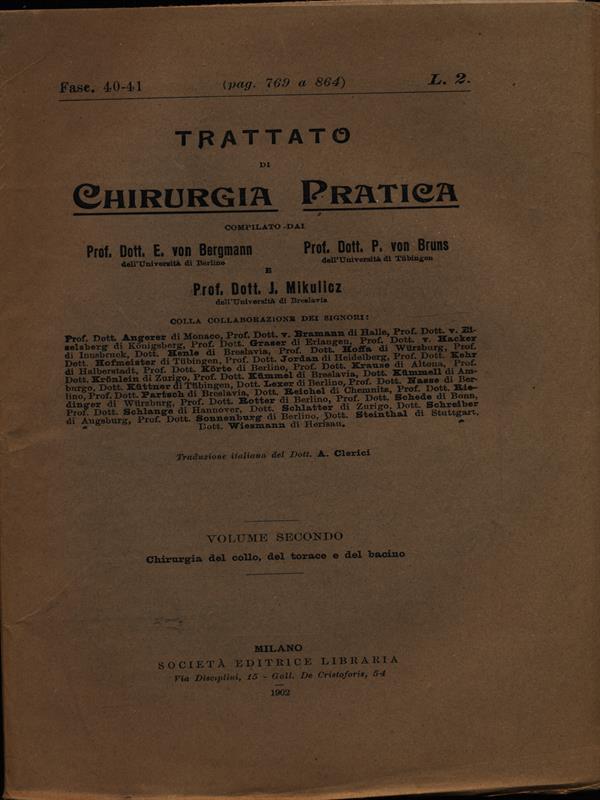 Fasc. 40-41 (pag. 769 a 864) L. 2.
TRATTATO
DI
CHIRURGIA PRATICA
COMPILATO DAI
Prof. Dott. E. von Bergmann Prof. Dott. P. von Bruns
dell'Università di Berlino dell'Università di Tübingen
E
Prof. Dott. J. Mikulicz
dell'Università di Breslavia
COLLA COLLABORAZIONE DEI SIGNORI:
Prof. Dott. Angerer di Monaco, Prof. Dott. v. Bramann di Halle, Prof. Dott. v. Ei-
selsberg di Königsberg, Prof. Dott. Graser di Erlangen, Prof. Dott. v. Hacker
di Innsbruck, Dott. Henle di Breslavia, Prof. Dott. Hoffa di Würzburg, Prof.
Dott. Hofmeister di Tübingen, Prof. Dott. Jordan di Heidelberg, Prof. Dott. Kehr
di Halberstadt, Prof. Dott. Körte di Berlino, Prof. Dott. Krause di Altona, Prof.
Dott. Krönlein di Zurigo, Prof. Dott. Kümmel di Breslavia, Dott. Kümmell di Am-
burgo, Dott. Küttner di Tübingen, Dott. Lexer di Berlino, Prof. Dott. Nasse di Ber-
lino, Prof. Dott. Partsch di Breslavia, Dott. Reichel di Chemnitz, Prof. Dott. Rie-
dinger di Würzburg, Prof. Dott. Rotter di Berlino, Prof. Dott. Schede di Bonn,
Prof. Dott. Schlange di Hannover, Dott. Schlatter di Zurigo, Dott. Schreiber
di Augsburg, Prof. Dott. Sonnenburg di Berlino, Dott. Steinthal di Stuttgart,
Dott. Wiesmann di Herisau.
Traduzione italiana del Dott. A. Clerici
VOLUME SECONDO
Chirurgia del collo, del torace e del bacino
MILANO
SOCIETÀ EDITRICE LIBRARIA
Via Disciplini, 15 - Gall. De Cristoforis, 54
1902